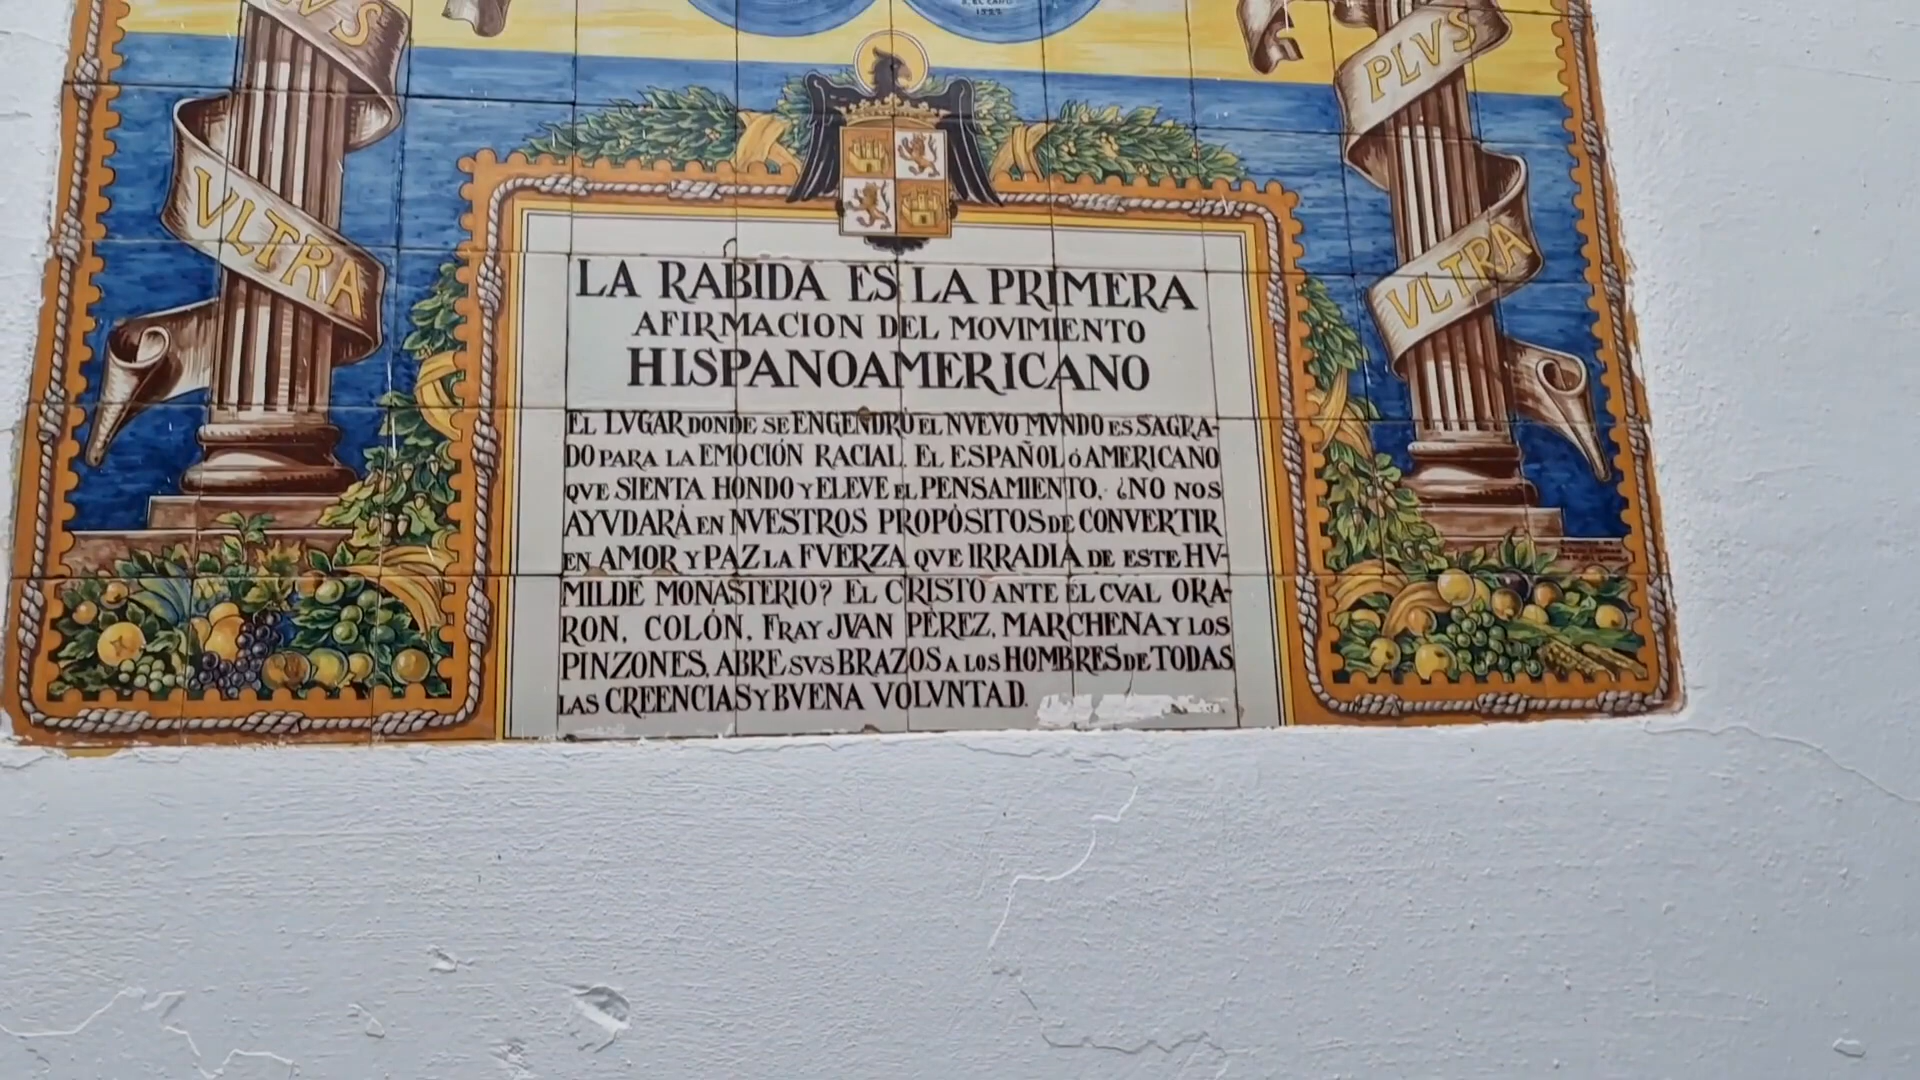 S. EL CANO
1522
PLVS
VLTRA
PLVS
VLTRA
LA RABIDA ES LA PRIMERA
AFIRMACION DEL MOVIMIENTO
HISPANOAMERICANO
EL LVGAR DONDE SE ENGENDRÓ EL NVEVO MVNDO ES SAGRA-
DO PARA LA EMOCIÓN RACIAL. EL ESPAÑOL ó AMERICANO
QVE SIENTA HONDO Y ELEVE EL PENSAMIENTO, ¿NO NOS
AYVDARÁ EN NVESTROS PROPÓSITOS DE CONVERTIR
EN AMOR Y PAZ LA FVERZA QVE IRRADIA DE ESTE HV-
MILDE MONASTERIO? EL CRISTO ANTE EL CVAL ORA-
RON, COLÓN, FRAY JVAN PÉREZ, MARCHENA Y LOS
PINZONES, ABRE SVS BRAZOS A LOS HOMBRES DE TODAS
LAS CREENCIAS Y BVENA VOLVNTAD.